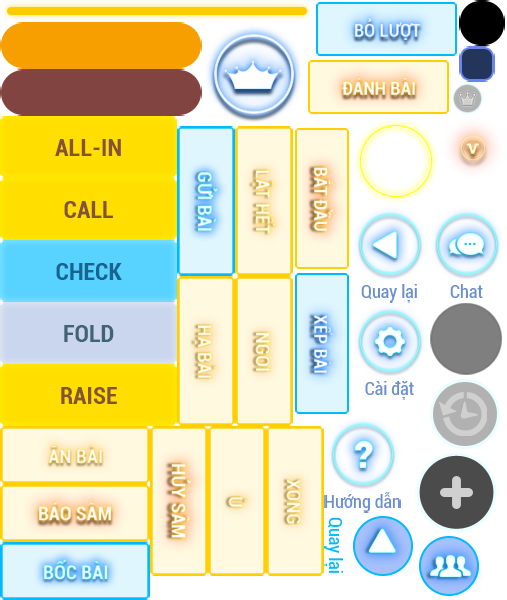 BỎ LƯỢT
ĐÁNH BÀI
ALL-IN
CALL
CHECK
FOLD
RAISE
GỬI BÀI
LẬT HẾT
BẮT ĐẦU
HẠ BÀI
NGỌI
XẾP BÀI
V
Quay lại
Chat
Cài đặt
?
Hướng dẫn
ĂN BÀI
BÁO SÂM
BỐC BÀI
HỦY SÂM
Ù
XONG
Quay lại